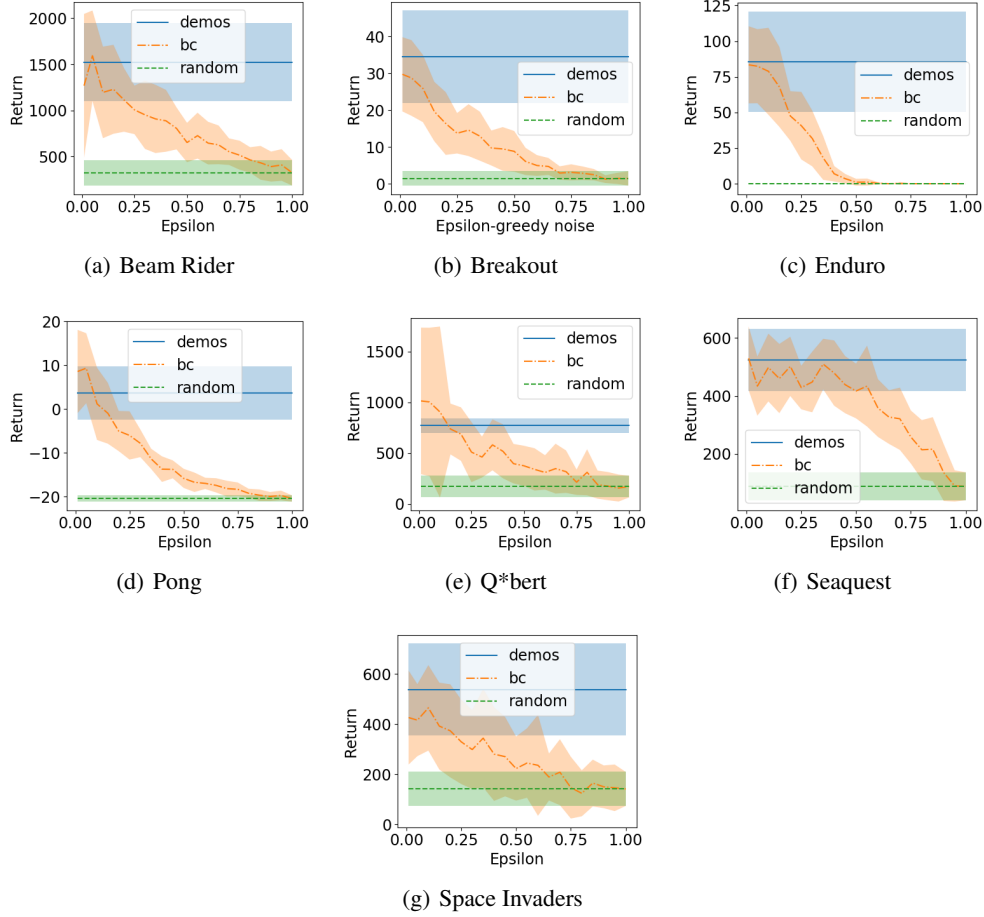 2000
1500
1000
500
Return
demos
bc
random
0.00 0.25 0.50 0.75 1.00
Epsilon
(a) Beam Rider
40
30
20
10
0
Return
demos
bc
random
0.00 0.25 0.50 0.75 1.00
Epsilon-greedy noise
(b) Breakout
125
100
75
50
25
0
Return
demos
bc
random
0.00 0.25 0.50 0.75 1.00
Epsilon
(c) Enduro
20
10
0
−10
−20
Return
demos
bc
random
0.00 0.25 0.50 0.75 1.00
Epsilon
(d) Pong
1500
1000
500
0
Return
demos
bc
random
0.00 0.25 0.50 0.75 1.00
Epsilon
(e) Q*bert
600
400
200
Return
demos
bc
random
0.00 0.25 0.50 0.75 1.00
Epsilon
(f) Seaquest
600
400
200
0
Return
demos
bc
random
0.00 0.25 0.50 0.75 1.00
Epsilon
(g) Space Invaders